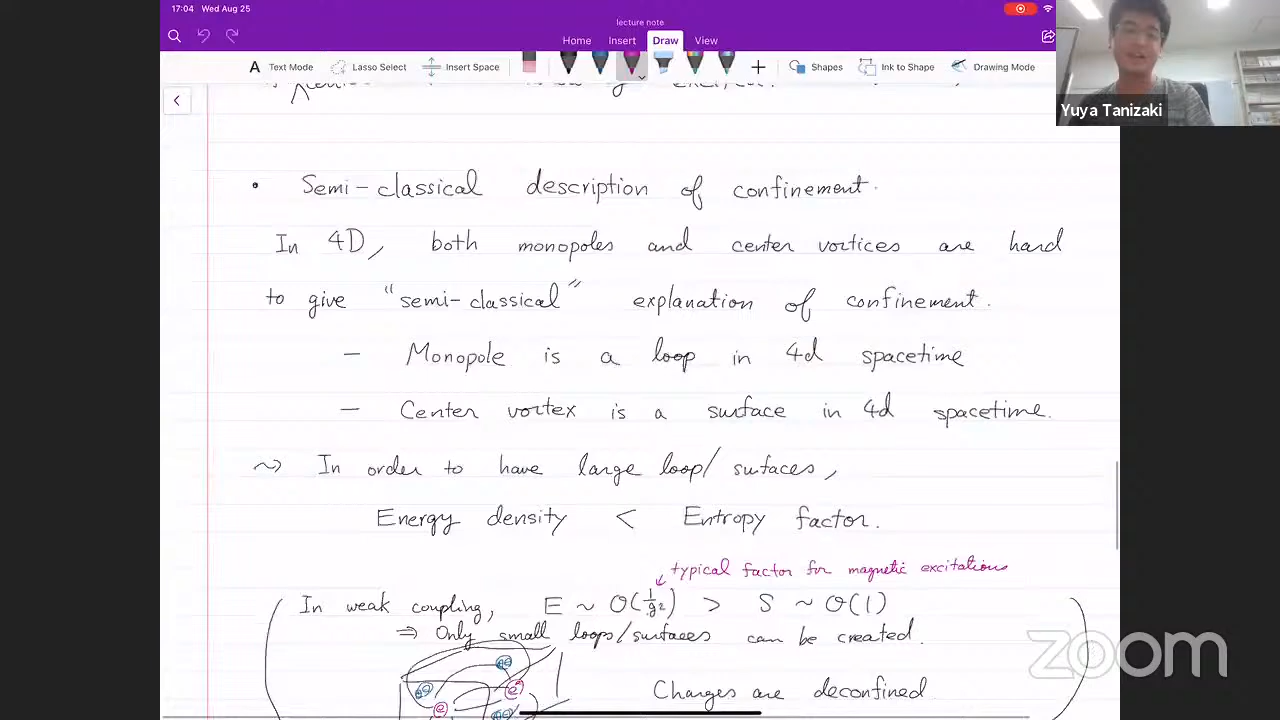 17:04 Wed Aug 25
lecture note
Home Insert Draw View
Text Mode Lasso Select Insert Space Shapes Ink to Shape Drawing Mode
Yuya Tanizaki
• Semi-classical description of confinement.
In 4D, both monopoles and center vortices are hard
to give "semi-classical" explanation of confinement.
- Monopole is a loop in 4d spacetime
- Center vortex is a surface in 4d spacetime.
~> In order to have large loop/surfaces,
Energy density < Entropy factor.
typical factor for magnetic excitations
In weak coupling, E ~ O(1/g²) > S ~ O(1)
⇒ Only small loops/surfaces can be created.
Charges are deconfined
zoom